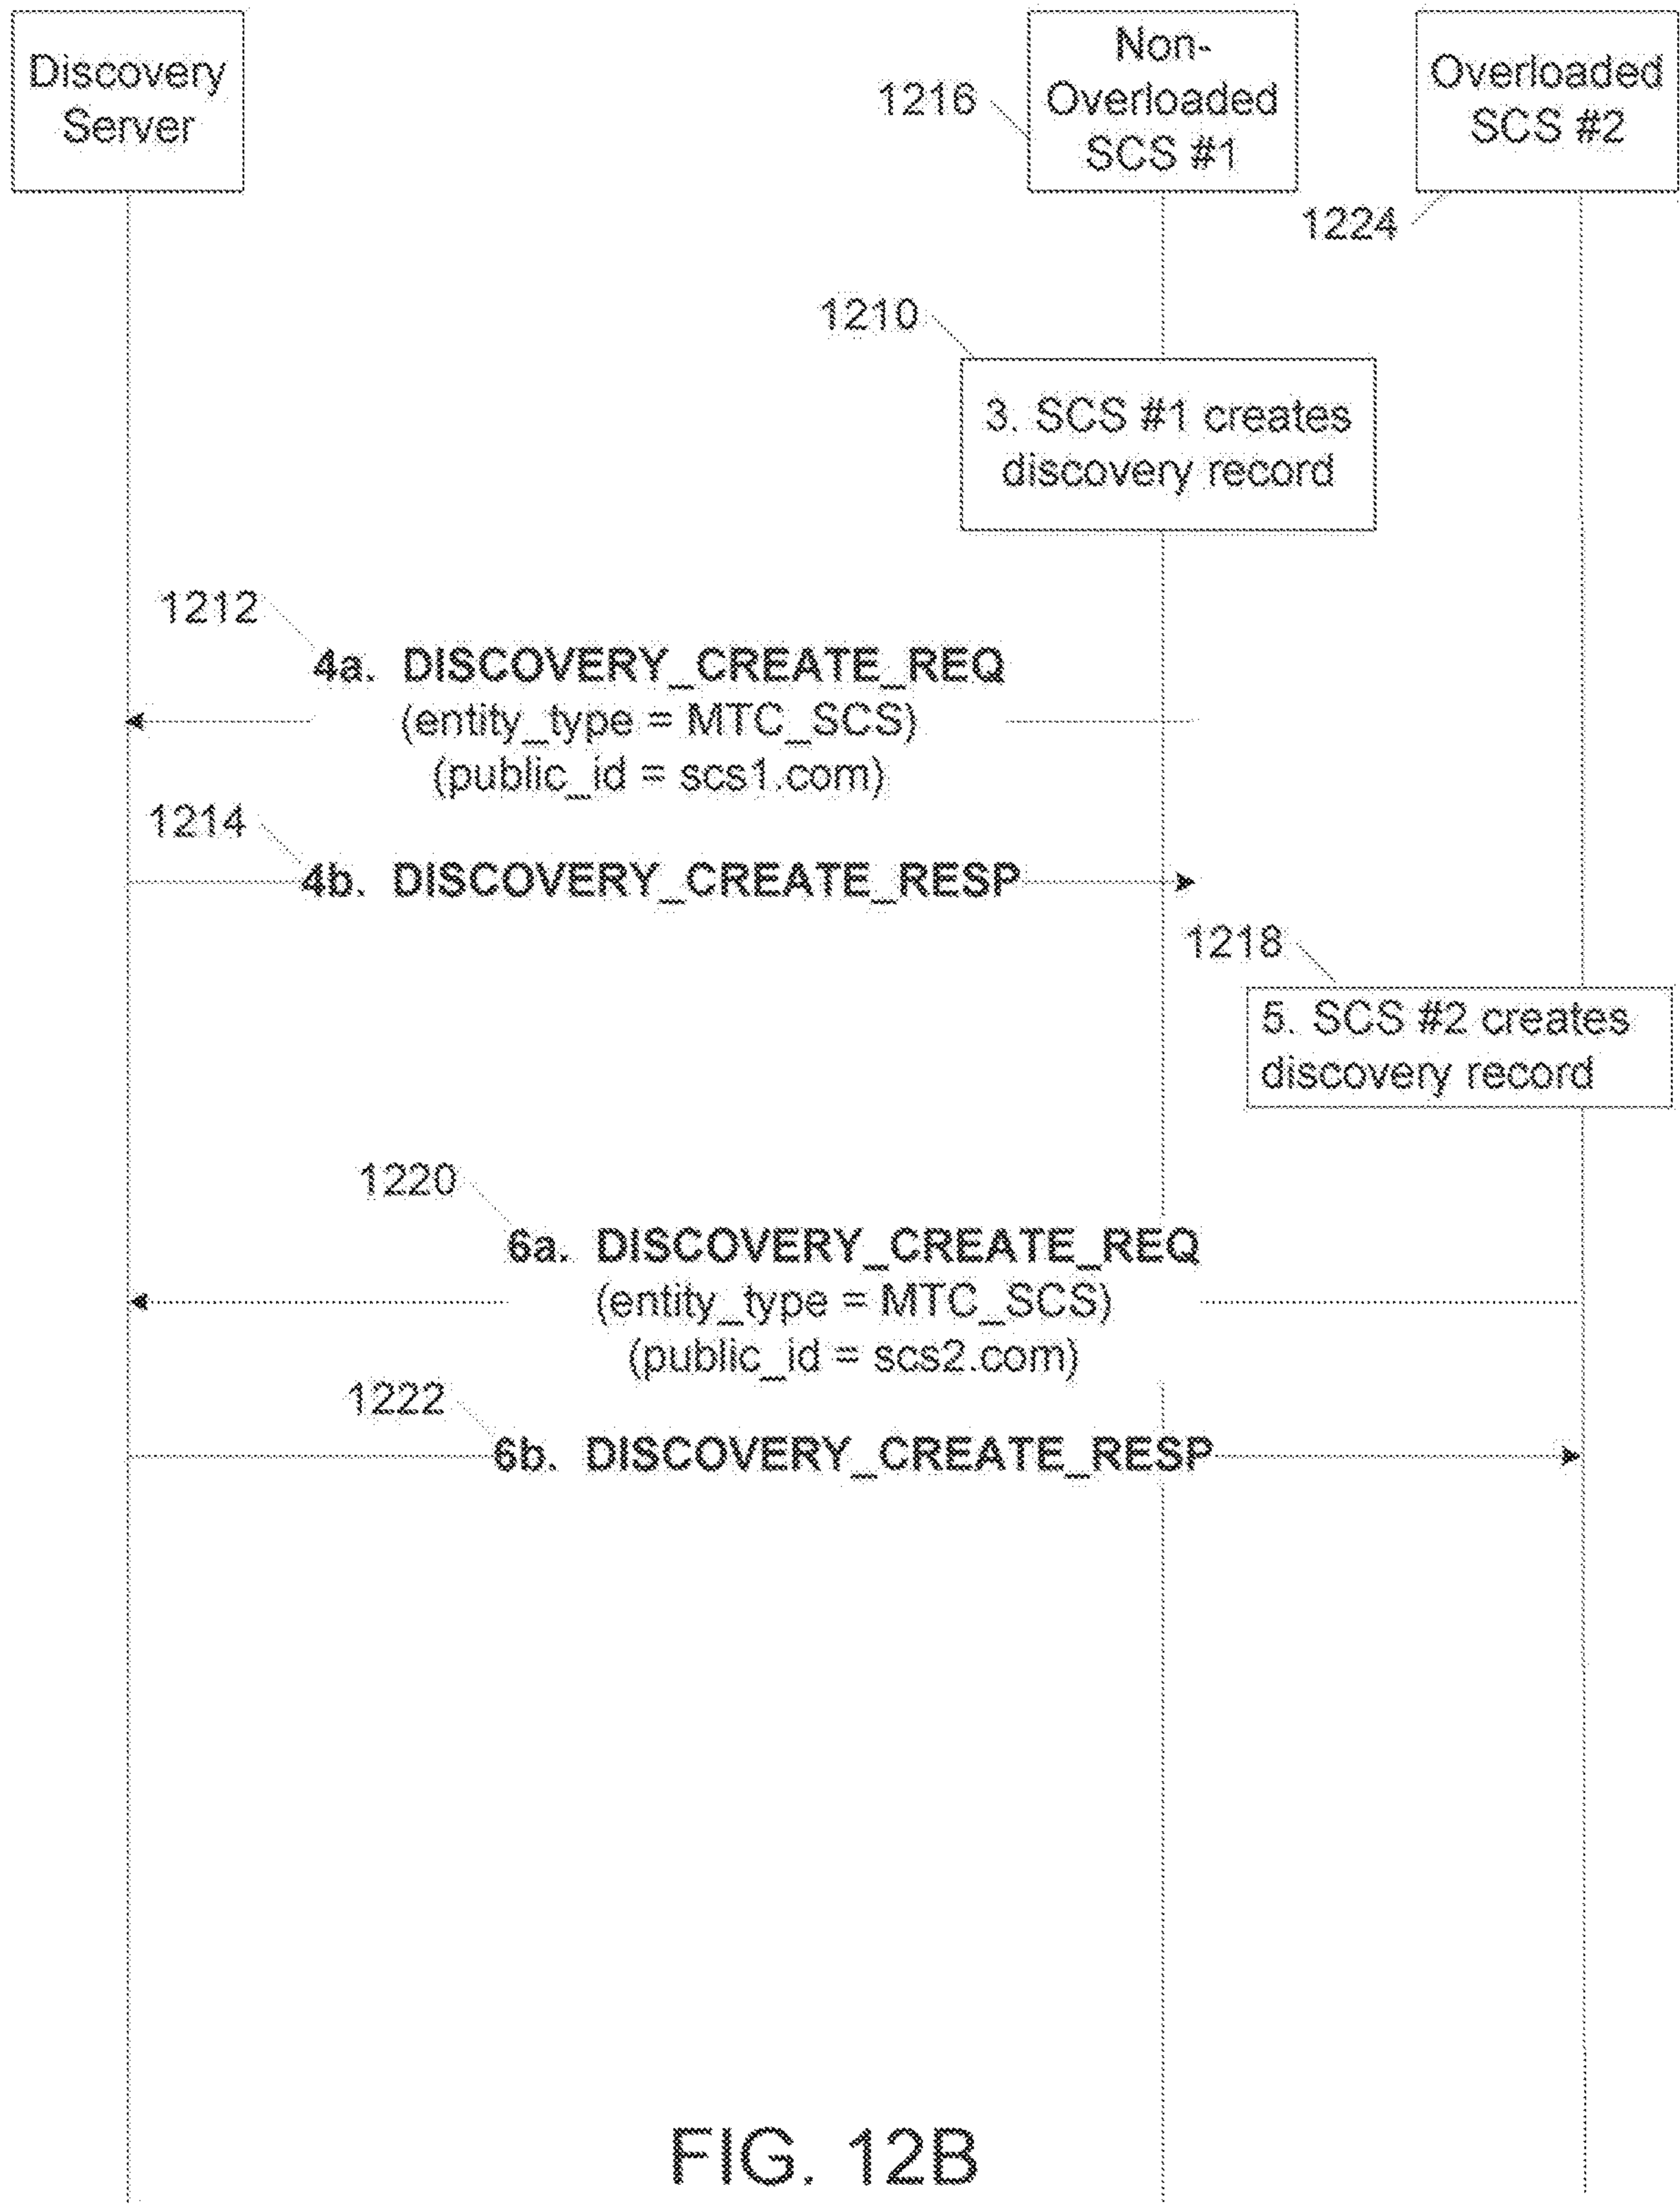 Discovery
Server
1216
Non-
Overloaded
SCS #1
Overloaded
SCS #2
1224
1210
3. SCS #1 creates
discovery record
1212
4a. DISCOVERY_CREATE_REQ
(entity_type = MTC_SCS)
(public_id = scs1.com)
1214
4b. DISCOVERY_CREATE_RESP
1218
5. SCS #2 creates
discovery record
1220
6a. DISCOVERY_CREATE_REQ
(entity_type = MTC_SCS)
(public_id = scs2.com)
1222
6b. DISCOVERY_CREATE_RESP
FIG. 12B